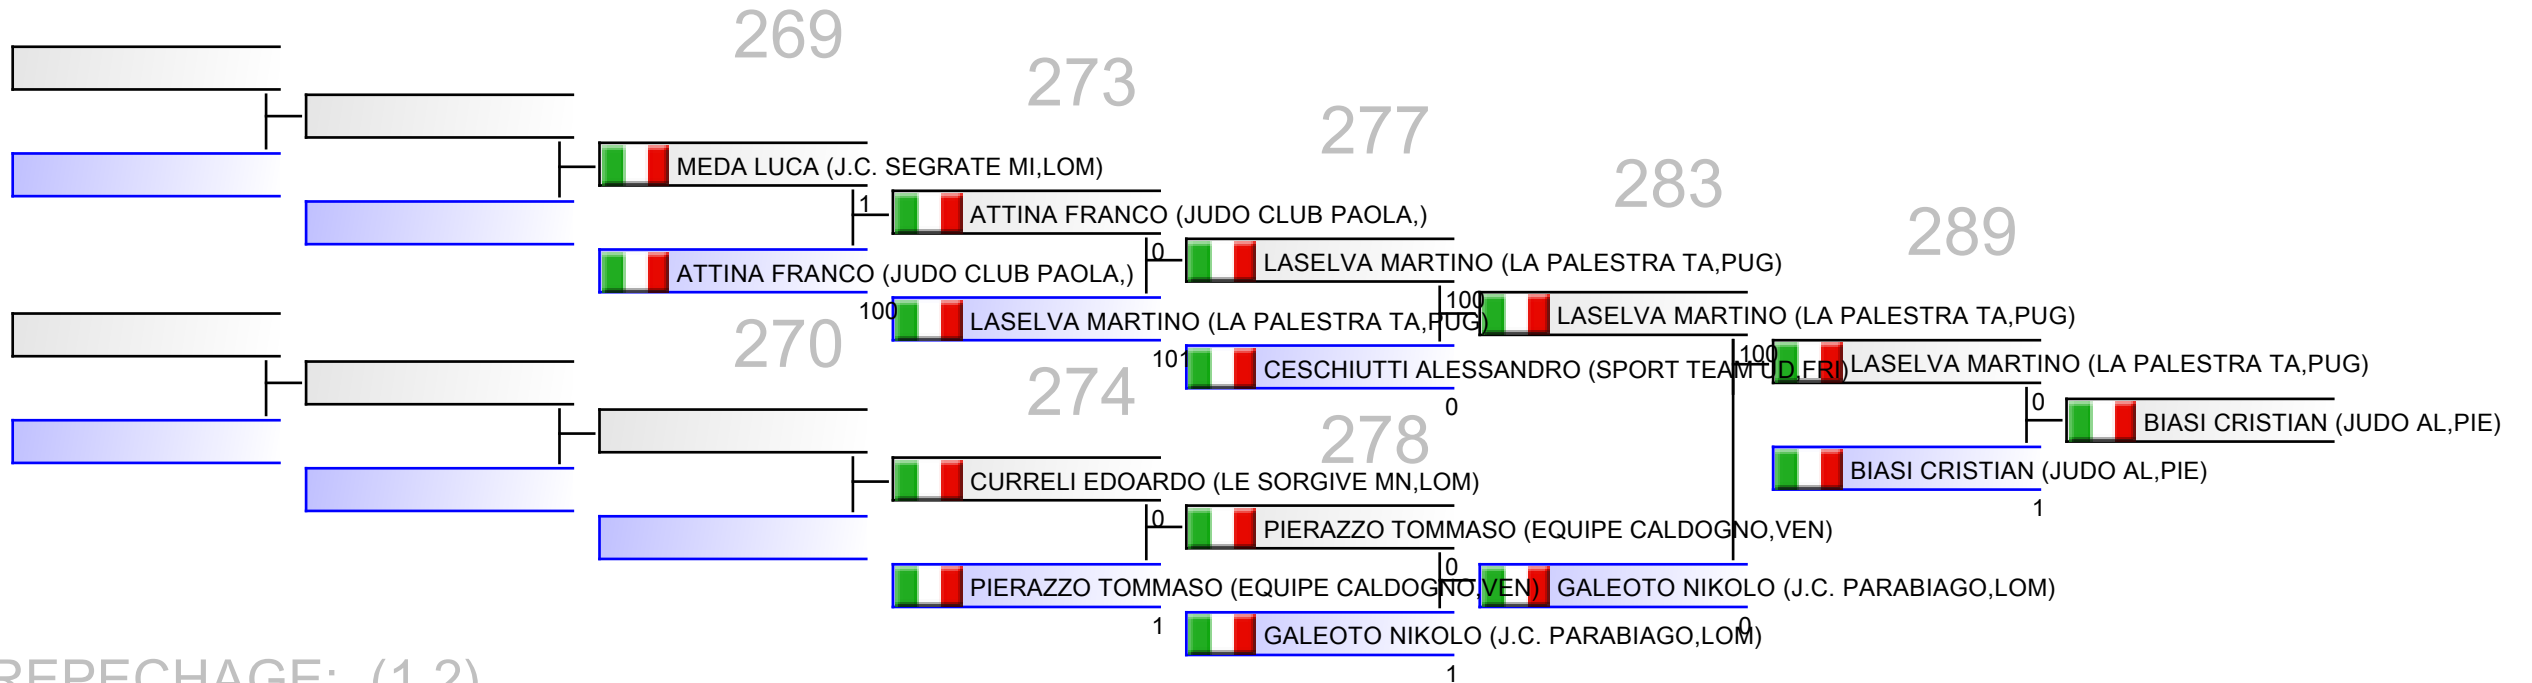 269
273
277
283
289
MEDA LUCA (J.C. SEGRATE MI,LOM)
1
ATTINA FRANCO (JUDO CLUB PAOLA,)
0
LASELVA MARTINO (LA PALESTRA TA,PUG)
ATTINA FRANCO (JUDO CLUB PAOLA,)
100
100
LASELVA MARTINO (LA PALESTRA TA,PUG)
LASELVA MARTINO (LA PALESTRA TA,PUG)
270
101
100
LASELVA MARTINO (LA PALESTRA TA,PUG)
CESCHIUTTI ALESSANDRO (SPORT TEAM UD,FRI)
274
0
0
BIASI CRISTIAN (JUDO AL,PIE)
278
BIASI CRISTIAN (JUDO AL,PIE)
CURRELI EDOARDO (LE SORGIVE MN,LOM)
1
0
PIERAZZO TOMMASO (EQUIPE CALDOGNO,VEN)
0
PIERAZZO TOMMASO (EQUIPE CALDOGNO,VEN)
GALEOTO NIKOLO (J.C. PARABIAGO,LOM)
1
0
GALEOTO NIKOLO (J.C. PARABIAGO,LOM)
1
REPECHAGE: (1,2)